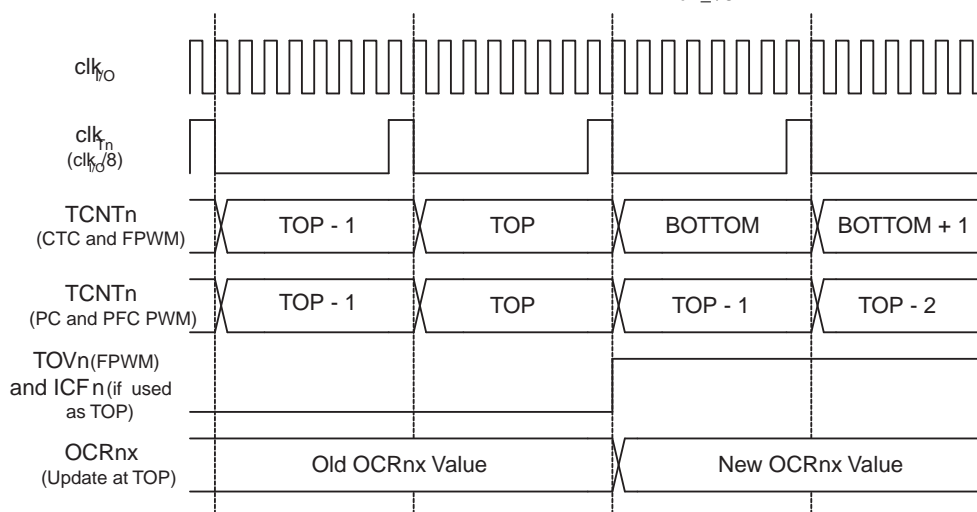 clkI/O
clkTn
(clkI/O/8)
TCNTn
(CTC and FPWM)
TOP - 1
TOP
BOTTOM
BOTTOM + 1
TCNTn
(PC and PFC PWM)
TOP - 1
TOP
TOP - 1
TOP - 2
TOVn(FPWM)
and ICFn(if used
as TOP)
OCRnx
(Update at TOP)
Old OCRnx Value
New OCRnx Value